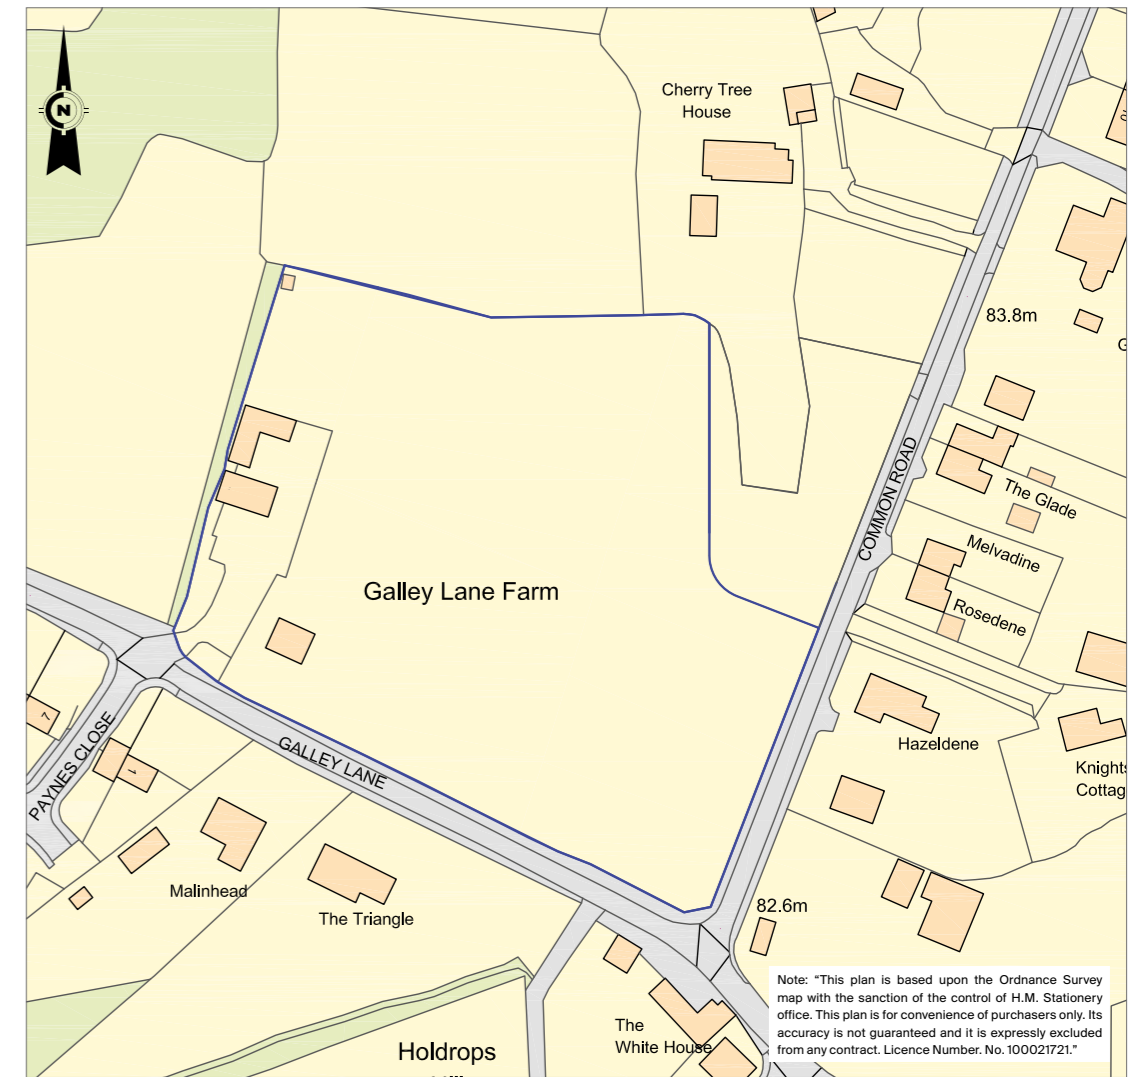 N
Cherry Tree
House
83.8m
COMMON ROAD
The Glade
Melvadine
Rosedene
Galley Lane Farm
7
PAYNES CLOSE
1
GALLEY LANE
Hazeldene
Knights
Cottag
Malinhead
The Triangle
82.6m
The
White House
Holdrops
Note: “This plan is based upon the Ordnance Survey
map with the sanction of the control of H.M. Stationery
office. This plan is for convenience of purchasers only. Its
accuracy is not guaranteed and it is expressly excluded
from any contract. Licence Number. No. 100021721.”